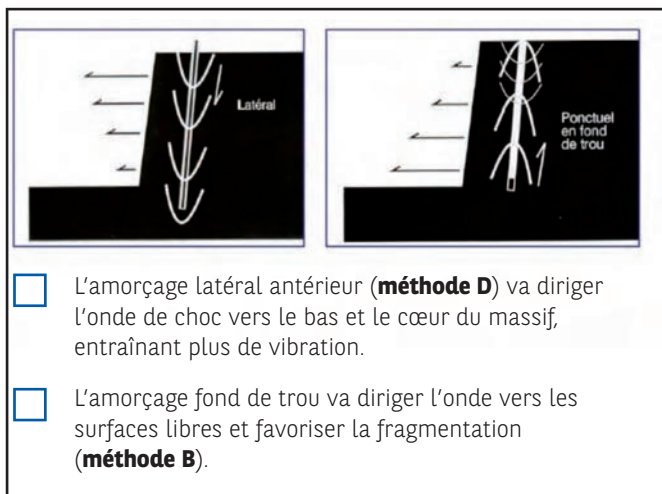 Latéral
Ponctuel
en fond
de trou
L'amorçage latéral antérieur (méthode D) va diriger
l'onde de choc vers le bas et le cœur du massif,
entraînant plus de vibration.
L'amorçage fond de trou va diriger l'onde vers les
surfaces libres et favoriser la fragmentation
(méthode B).